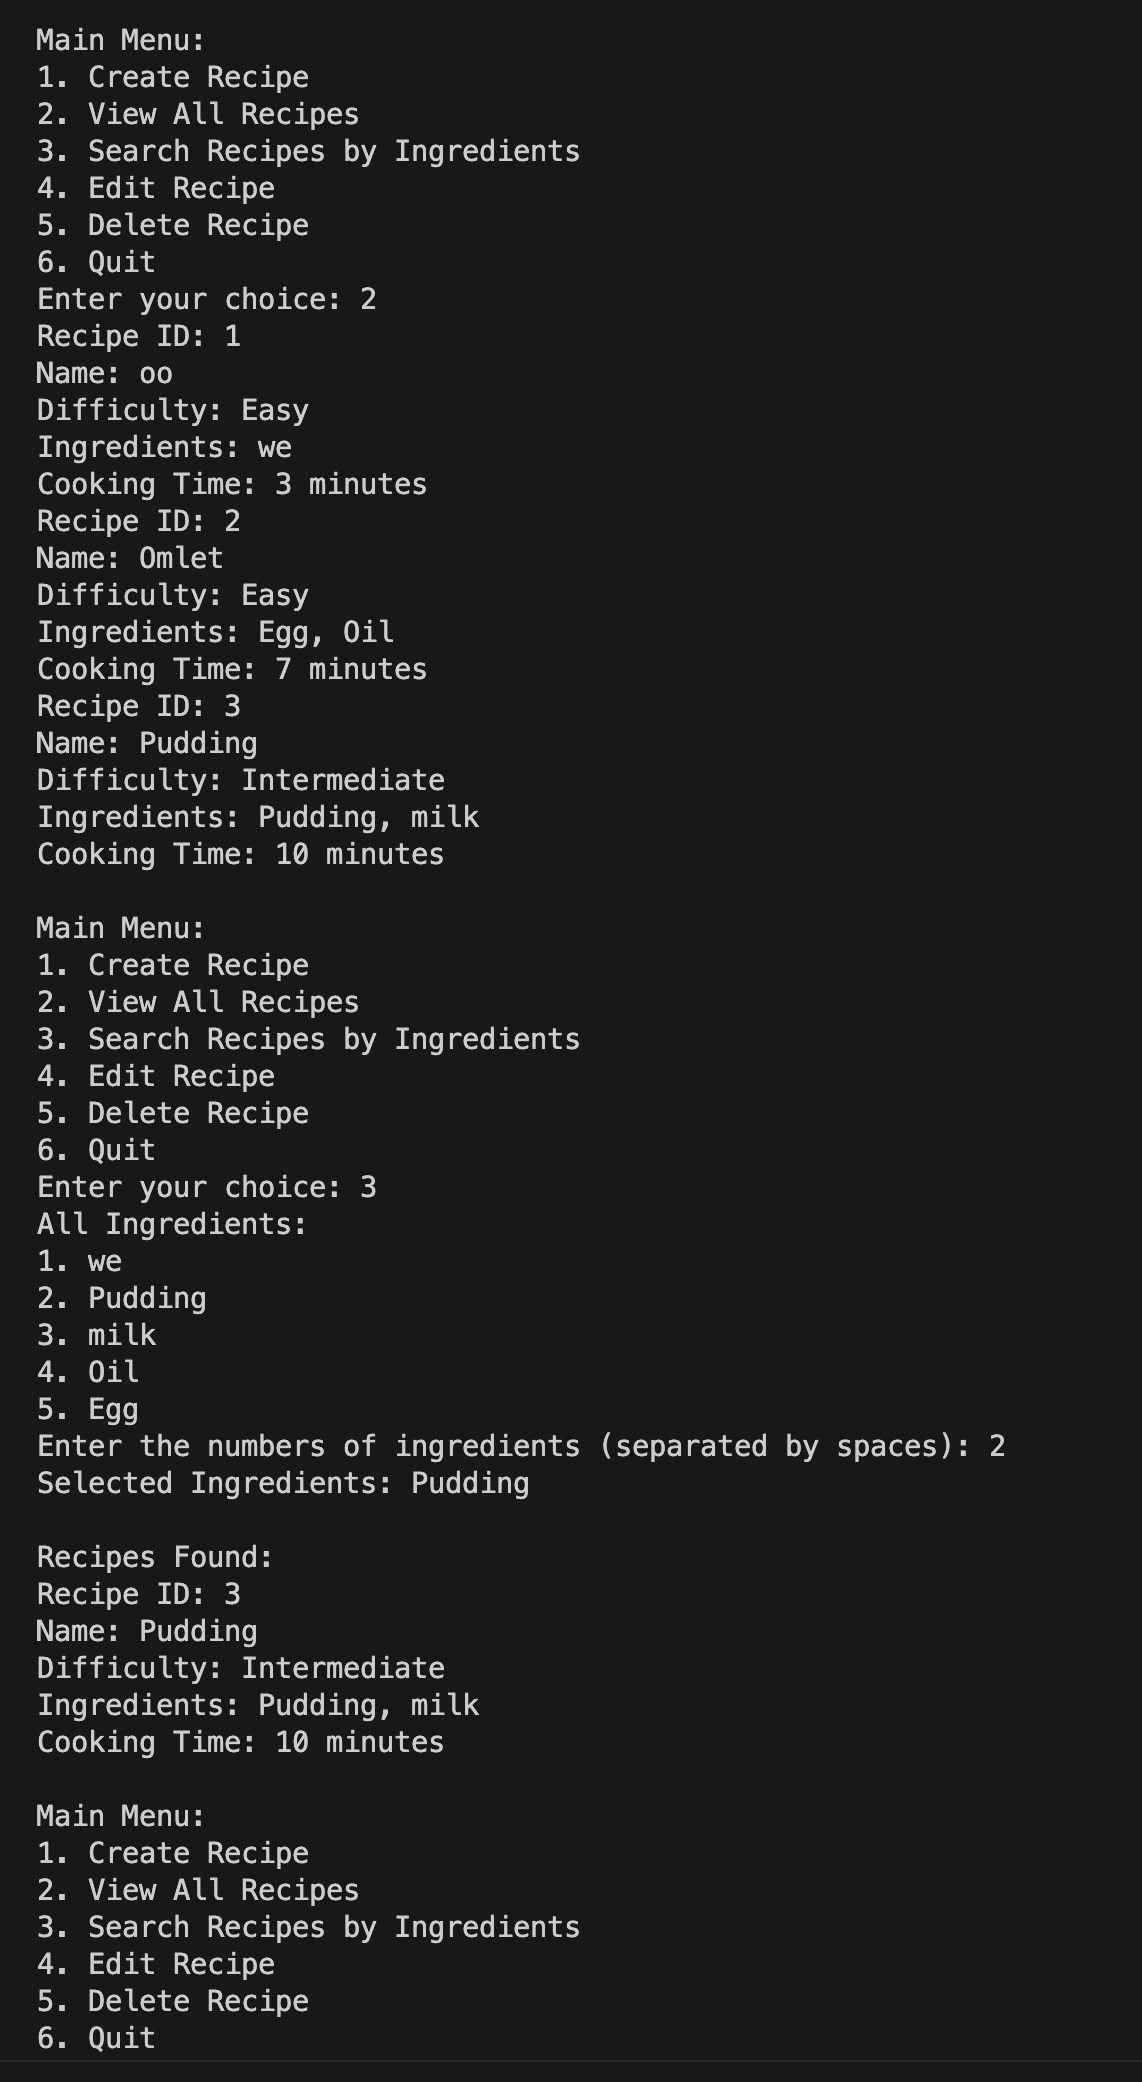 Main Menu:
1. Create Recipe
2. View All Recipes
3. Search Recipes by Ingredients
4. Edit Recipe
5. Delete Recipe
6. Quit
Enter your choice: 2
Recipe ID: 1
Name: oo
Difficulty: Easy
Ingredients: we
Cooking Time: 3 minutes
Recipe ID: 2
Name: Omlet
Difficulty: Easy
Ingredients: Egg, Oil
Cooking Time: 7 minutes
Recipe ID: 3
Name: Pudding
Difficulty: Intermediate
Ingredients: Pudding, milk
Cooking Time: 10 minutes

Main Menu:
1. Create Recipe
2. View All Recipes
3. Search Recipes by Ingredients
4. Edit Recipe
5. Delete Recipe
6. Quit
Enter your choice: 3
All Ingredients:
1. we
2. Pudding
3. milk
4. Oil
5. Egg
Enter the numbers of ingredients (separated by spaces): 2
Selected Ingredients: Pudding

Recipes Found:
Recipe ID: 3
Name: Pudding
Difficulty: Intermediate
Ingredients: Pudding, milk
Cooking Time: 10 minutes

Main Menu:
1. Create Recipe
2. View All Recipes
3. Search Recipes by Ingredients
4. Edit Recipe
5. Delete Recipe
6. Quit